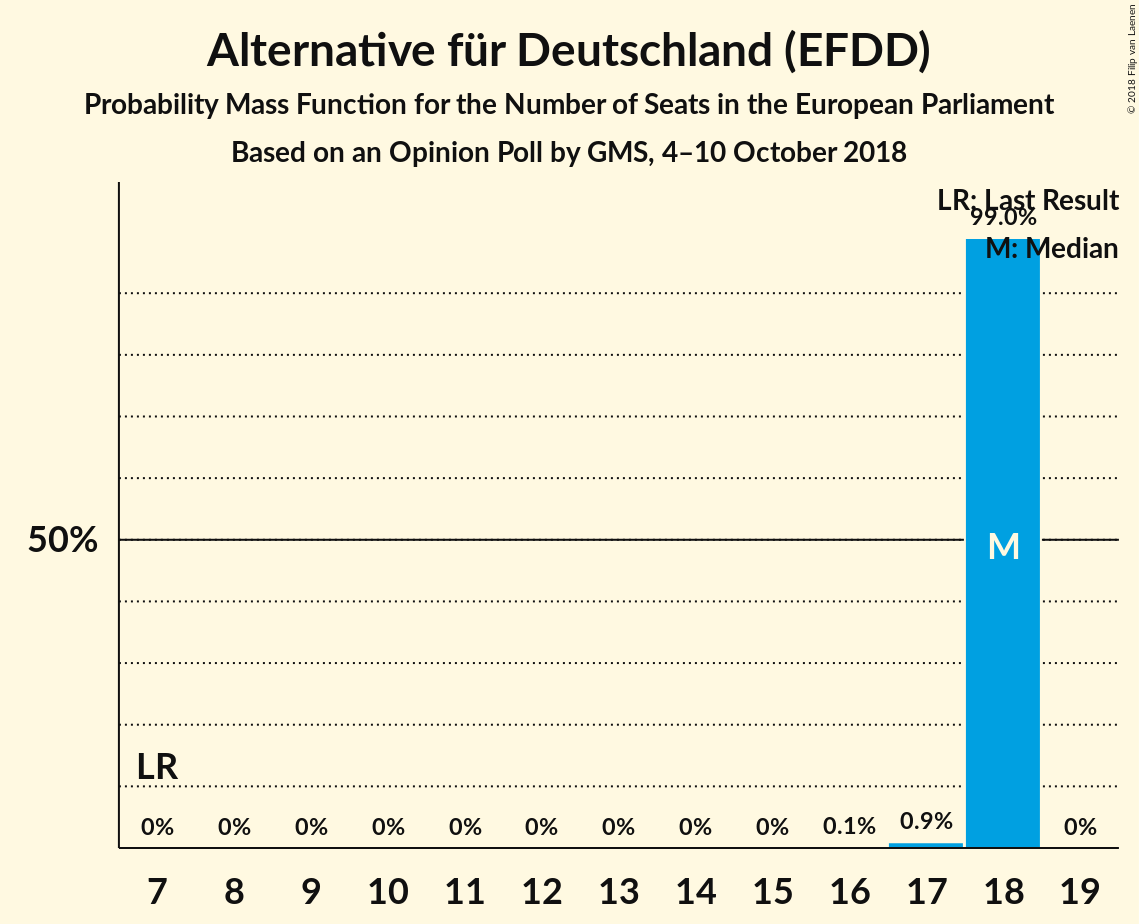 Alternative für Deutschland (EFDD)
Probability Mass Function for the Number of Seats in the European Parliament
Based on an Opinion Poll by GMS, 4–10 October 2018
© 2018 Filip van Laenen
LR: Last Result
99.0%
M: Median
50%
M
LR
0% 0% 0% 0% 0% 0% 0% 0% 0% 0.1% 0.9% 0%
7 8 9 10 11 12 13 14 15 16 17 18 19